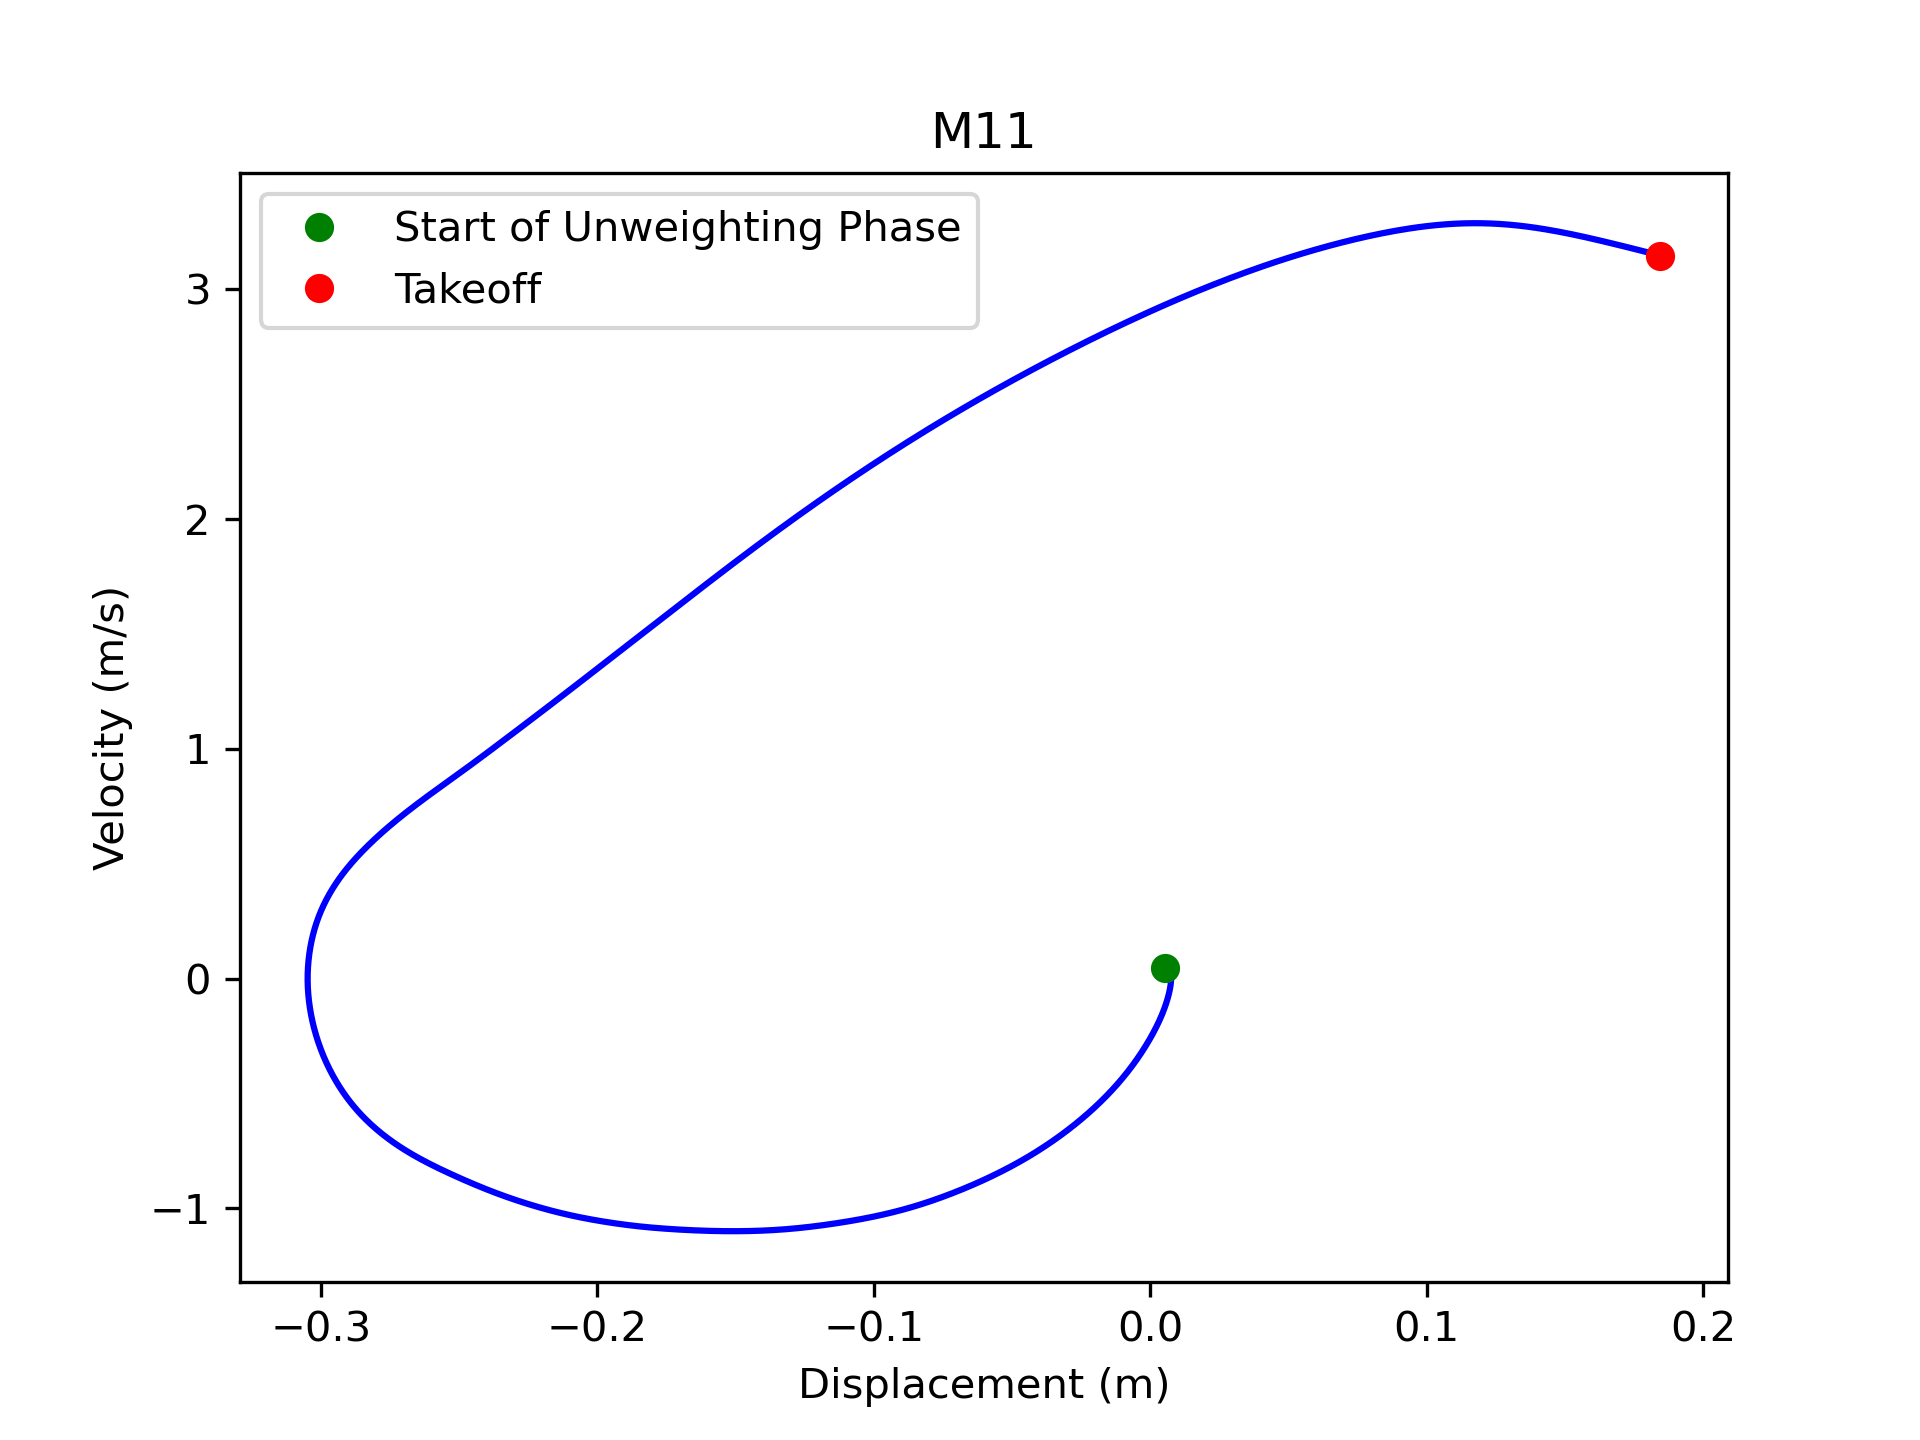 M11
Start of Unweighting Phase
Takeoff
3
2
1
0
−1
Velocity (m/s)
−0.3 −0.2 −0.1 0.0 0.1 0.2
Displacement (m)